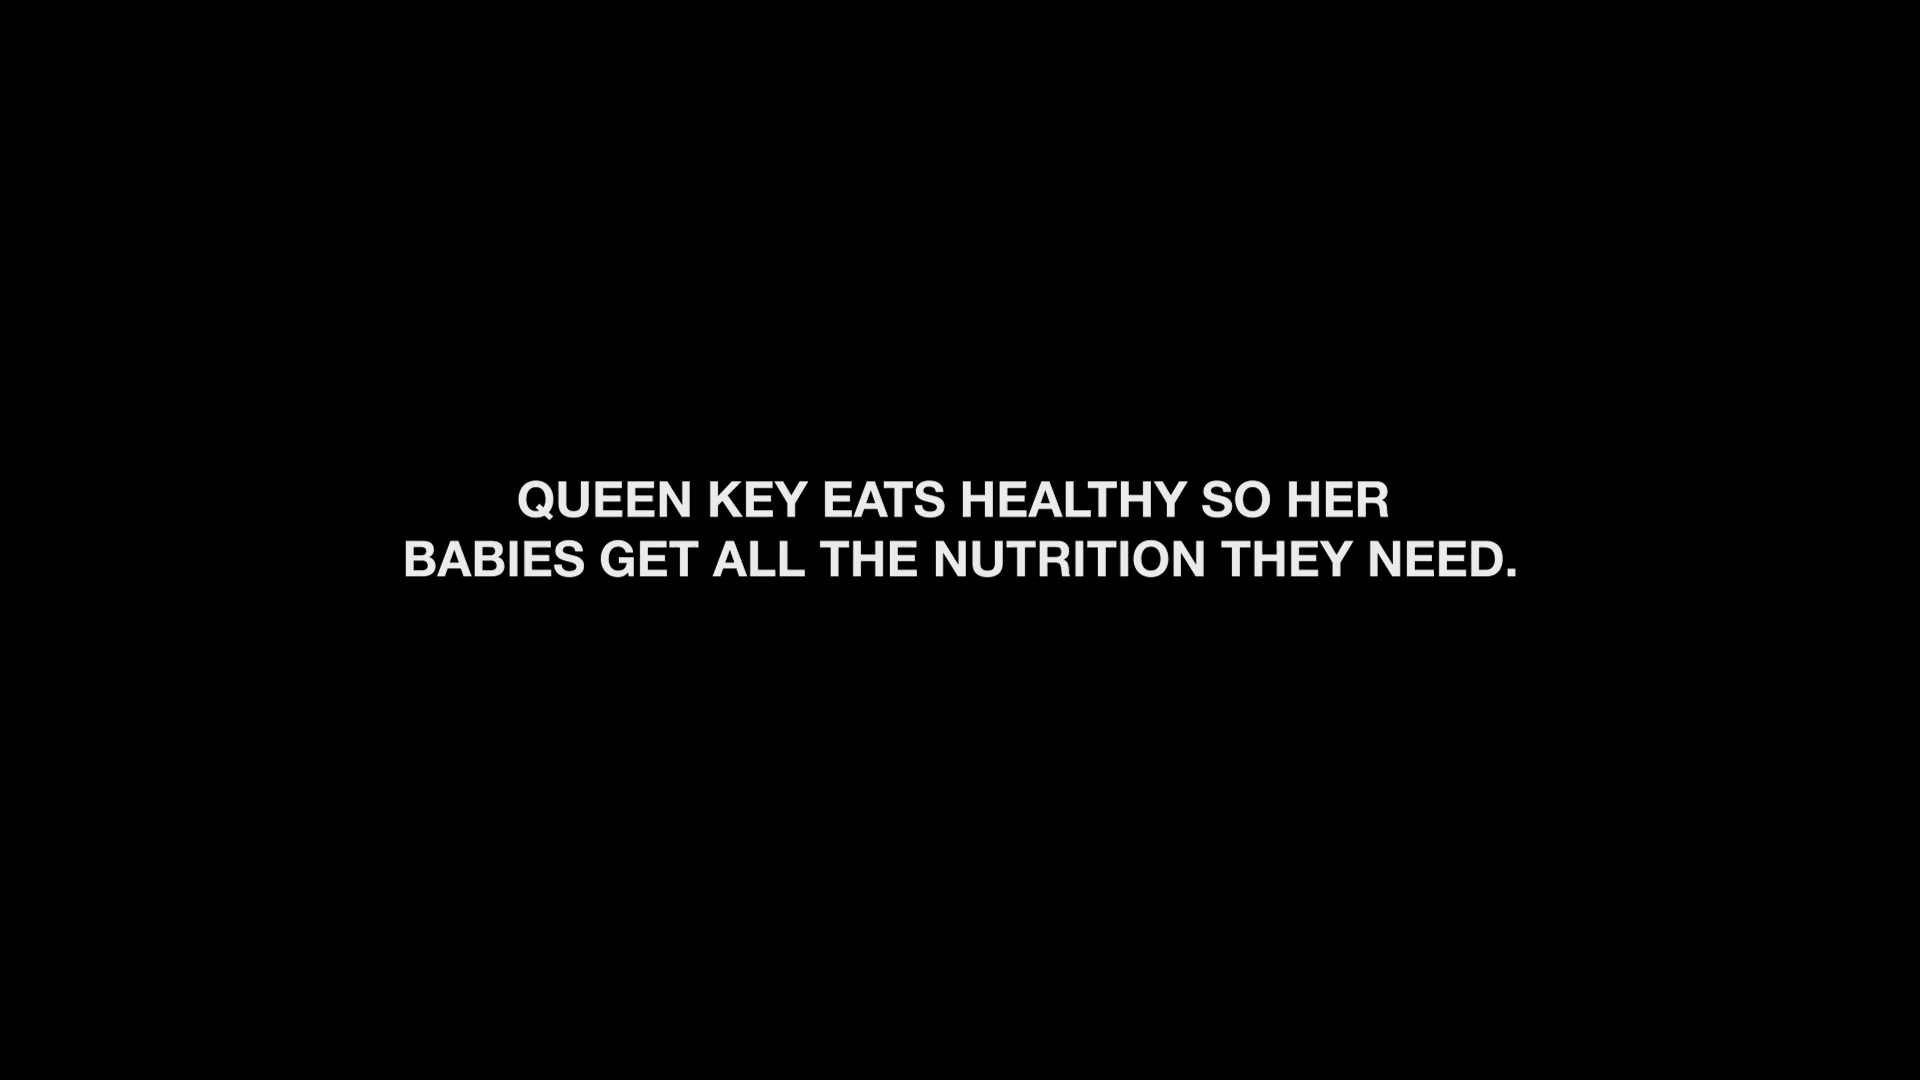 QUEEN KEY EATS HEALTHY SO HER
BABIES GET ALL THE NUTRITION THEY NEED.